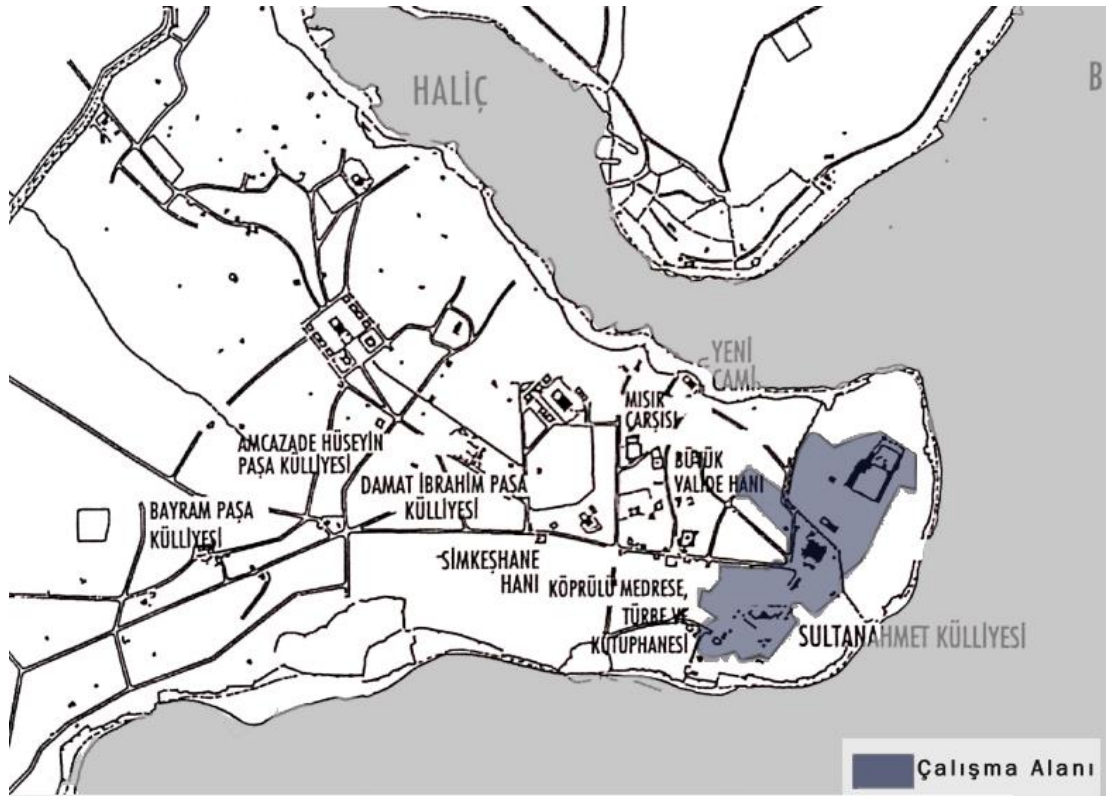 HALİÇ
B
YENİ
CAMİ
MISIR
ÇARŞISI
AMCAZADE HÜSEYİN
PAŞA KÜLLİYESİ
BÜYÜK
VALİDE HANI
DAMAT İBRAHİM PAŞA
KÜLLİYESİ
BAYRAM PAŞA
KÜLLİYESİ
SİMKEŞHANE
HANI
KÖPRÜLÜ MEDRESE,
TÜRBE VE
KÜTÜPHANESİ
SULTANAHMET KÜLLİYESİ
Çalışma Alanı